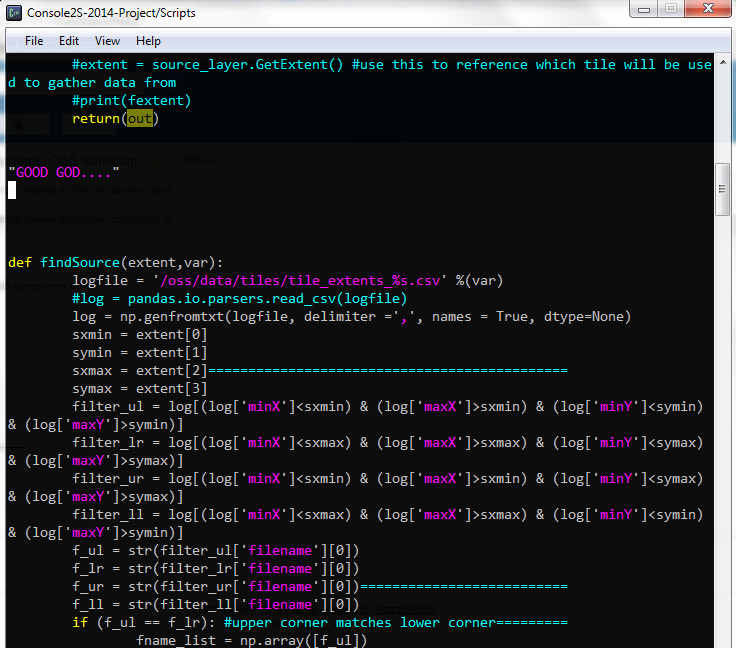 Console2S-2014-Project/Scripts
File Edit View Help
#extent = source_layer.GetExtent() #use this to reference which tile will be use
d to gather data from
#print(fextent)
return(out)
"GOOD GOD...."
def findSource(extent,var):
logfile = '/oss/data/tiles/tile_extents_%s.csv' %(var)
#log = pandas.io.parsers.read_csv(logfile)
log = np.genfromtxt(logfile, delimiter =',', names = True, dtype=None)
sxmin = extent[0]
symin = extent[1]
sxmax = extent[2]=============================================
symax = extent[3]
filter_ul = log[(log['minX']<sxmin) & (log['maxX']>sxmin) & (log['minY']<symin)
& (log['maxY']>symin)]
filter_lr = log[(log['minX']<sxmax) & (log['maxX']>sxmax) & (log['minY']<symax)
& (log['maxY']>symax)]
filter_ur = log[(log['minX']<sxmin) & (log['maxX']>sxmin) & (log['minY']<symax)
& (log['maxY']>symax)]
filter_ll = log[(log['minX']<sxmax) & (log['maxX']>sxmax) & (log['minY']<symin)
& (log['maxY']>symin)]
f_ul = str(filter_ul['filename'][0])
f_lr = str(filter_lr['filename'][0])
f_ur = str(filter_ur['filename'][0])==========================
f_ll = str(filter_ll['filename'][0])
if (f_ul == f_lr): #upper corner matches lower corner=========
fname_list = np.array([f_ul])